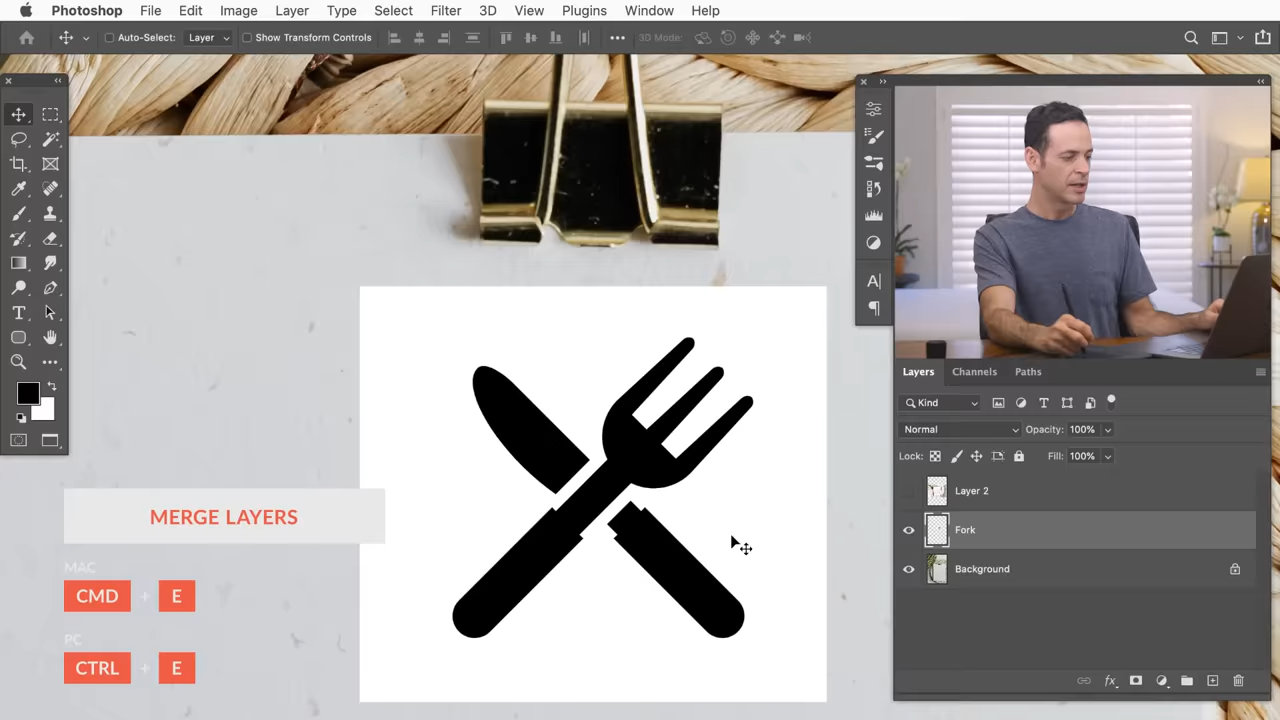 Photoshop File Edit Image Layer Type Select Filter 3D View Plugins Window Help
Auto-Select: Layer Show Transform Controls 3D Mode:
Layers Channels Paths
Kind
Normal Opacity: 100%
Lock: Fill: 100%
Layer 2
Fork
Background
MERGE LAYERS
MAC
CMD + E
PC
CTRL + E